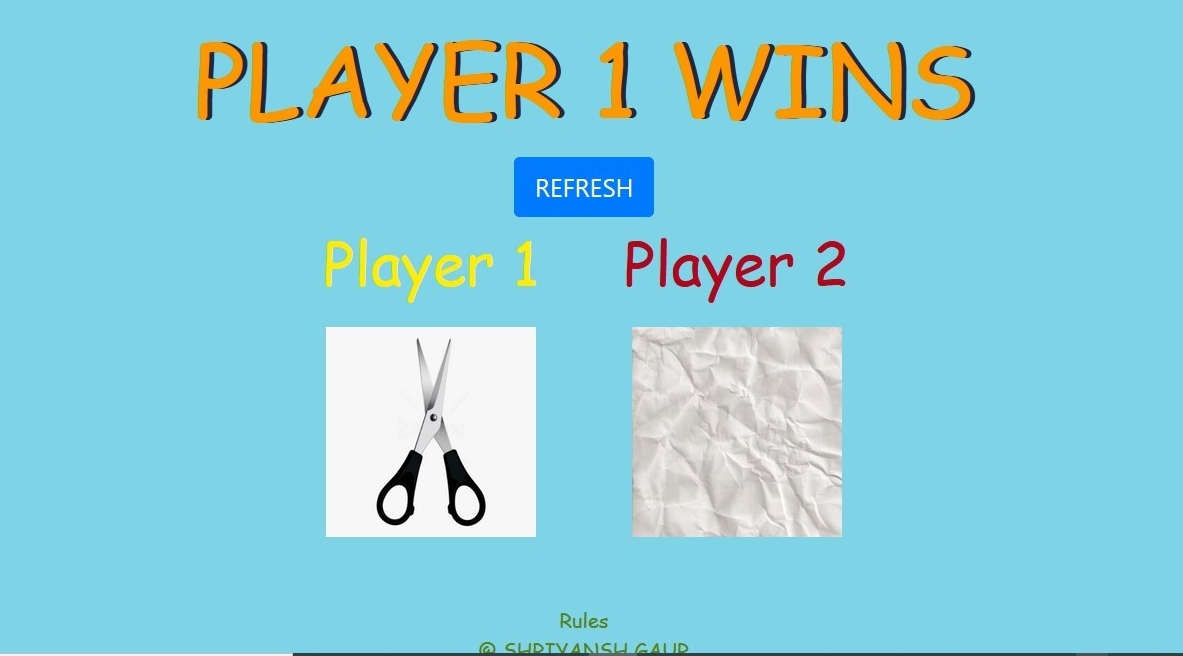 PLAYER 1 WINS
REFRESH
Player 1 Player 2
Rules
@ SHRIYANSH GAUR